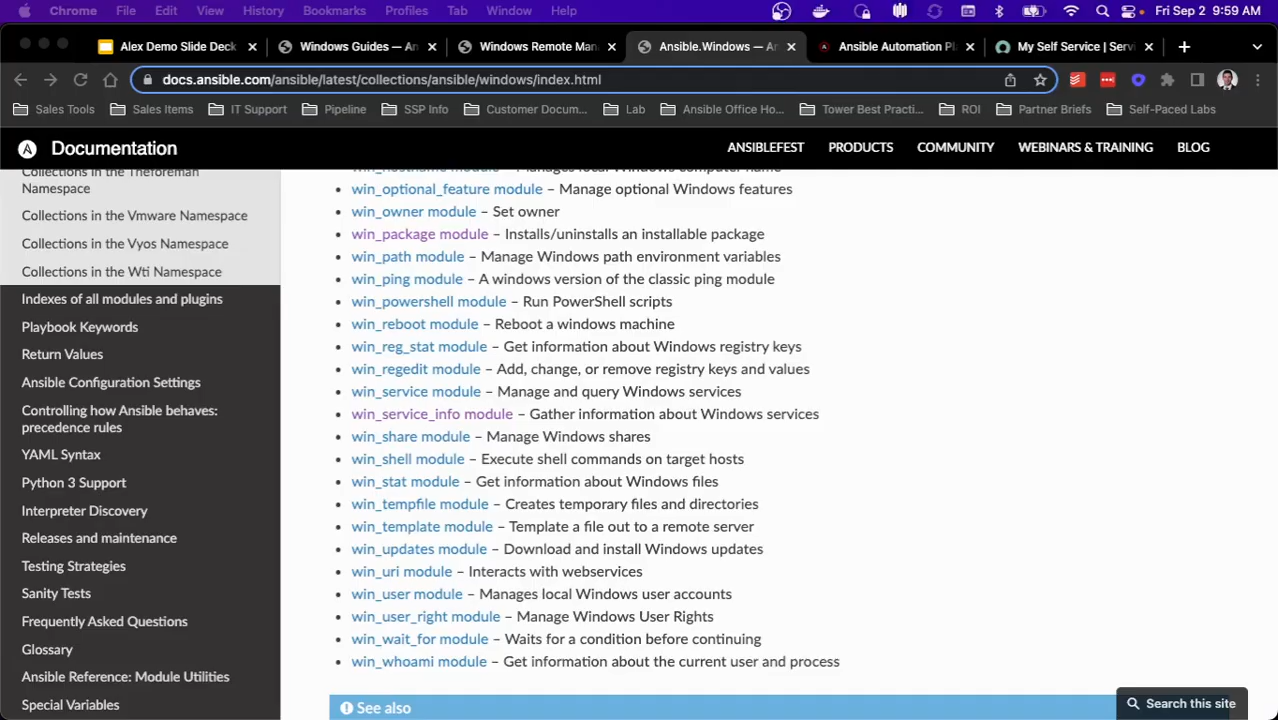 Chrome File Edit View History Bookmarks Profiles Tab Window Help Fri Sep 2 9:59 AM
Alex Demo Slide Deck Windows Guides — An Windows Remote Man Ansible.Windows — An Ansible Automation Pla My Self Service | Servi
docs.ansible.com/ansible/latest/collections/ansible/windows/index.html
Sales Tools Sales Items IT Support Pipeline SSP Info Customer Docum... Lab Ansible Office Ho... Tower Best Practi... ROI Partner Briefs Self-Paced Labs
A Documentation ANSIBLEFEST PRODUCTS COMMUNITY WEBINARS & TRAINING BLOG
Collections in the Theforeman
Namespace
Collections in the Vmware Namespace
Collections in the Vyos Namespace
Collections in the Wti Namespace
Indexes of all modules and plugins
Playbook Keywords
Return Values
Ansible Configuration Settings
Controlling how Ansible behaves:
precedence rules
YAML Syntax
Python 3 Support
Interpreter Discovery
Releases and maintenance
Testing Strategies
Sanity Tests
Frequently Asked Questions
Glossary
Ansible Reference: Module Utilities
Special Variables
win_hostname module – Manages local Windows computer name
win_optional_feature module – Manage optional Windows features
win_owner module – Set owner
win_package module – Installs/uninstalls an installable package
win_path module – Manage Windows path environment variables
win_ping module – A windows version of the classic ping module
win_powershell module – Run PowerShell scripts
win_reboot module – Reboot a windows machine
win_reg_stat module – Get information about Windows registry keys
win_regedit module – Add, change, or remove registry keys and values
win_service module – Manage and query Windows services
win_service_info module – Gather information about Windows services
win_share module – Manage Windows shares
win_shell module – Execute shell commands on target hosts
win_stat module – Get information about Windows files
win_tempfile module – Creates temporary files and directories
win_template module – Template a file out to a remote server
win_updates module – Download and install Windows updates
win_uri module – Interacts with webservices
win_user module – Manages local Windows user accounts
win_user_right module – Manage Windows User Rights
win_wait_for module – Waits for a condition before continuing
win_whoami module – Get information about the current user and process
See also
Search this site